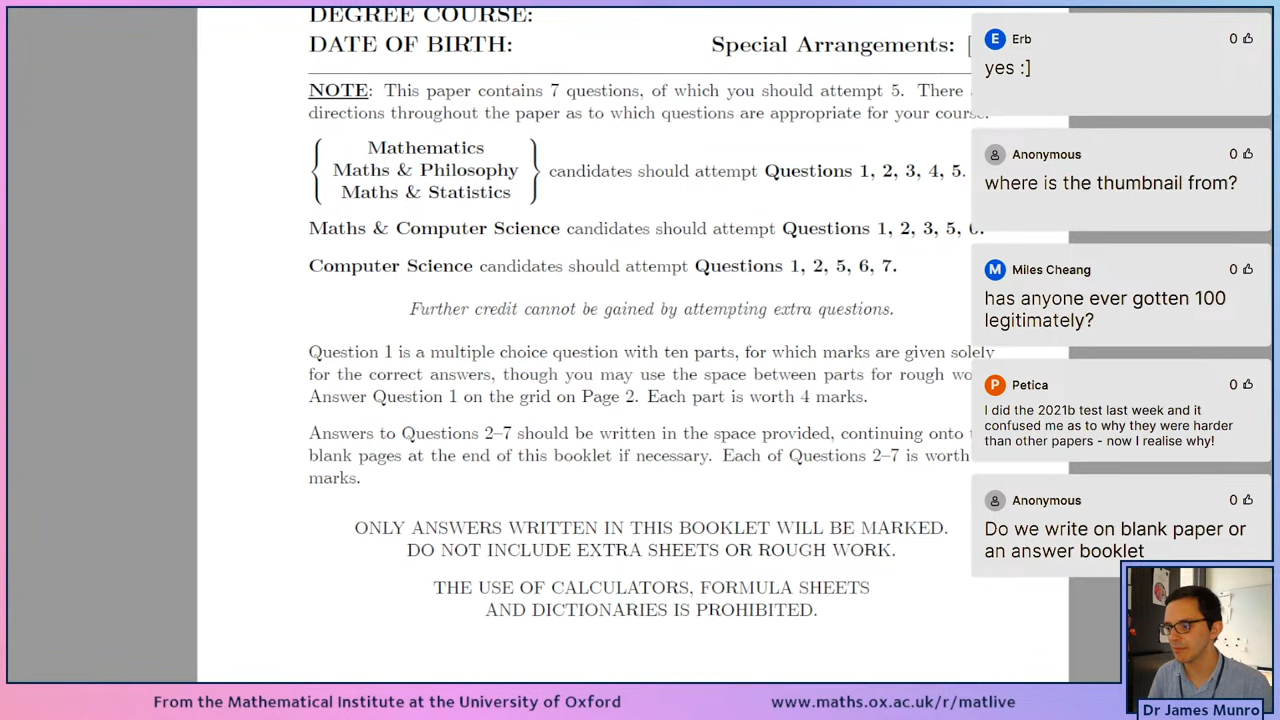 DEGREE COURSE:
DATE OF BIRTH:
Special Arrangements: [
NOTE: This paper contains 7 questions, of which you should attempt 5. There
directions throughout the paper as to which questions are appropriate for your course.
Mathematics
Maths & Philosophy
Maths & Statistics
candidates should attempt Questions 1, 2, 3, 4, 5.
Maths & Computer Science candidates should attempt Questions 1, 2, 3, 5,
Computer Science candidates should attempt Questions 1, 2, 5, 6, 7.
Further credit cannot be gained by attempting extra questions.
Question 1 is a multiple choice question with ten parts, for which marks are given solely
for the correct answers, though you may use the space between parts for rough wo
Answer Question 1 on the grid on Page 2. Each part is worth 4 marks.
Answers to Questions 2–7 should be written in the space provided, continuing onto
blank pages at the end of this booklet if necessary. Each of Questions 2–7 is worth
marks.
ONLY ANSWERS WRITTEN IN THIS BOOKLET WILL BE MARKED.
DO NOT INCLUDE EXTRA SHEETS OR ROUGH WORK.
THE USE OF CALCULATORS, FORMULA SHEETS
AND DICTIONARIES IS PROHIBITED.
E Erb 0
yes :]
Anonymous 0
where is the thumbnail from?
M Miles Cheang 0
has anyone ever gotten 100
legitimately?
P Petica 0
I did the 2021b test last week and it
confused me as to why they were harder
than other papers - now I realise why!
Anonymous 0
Do we write on blank paper or
an answer booklet
Dr James Munro
From the Mathematical Institute at the University of Oxford
www.maths.ox.ac.uk/r/matlive